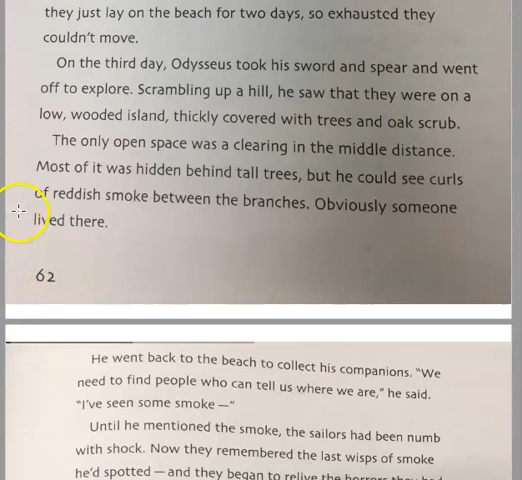 they just lay on the beach for two days, so exhausted they
couldn't move.
On the third day, Odysseus took his sword and spear and went
off to explore. Scrambling up a hill, he saw that they were on a
low, wooded island, thickly covered with trees and oak scrub.
The only open space was a clearing in the middle distance.
Most of it was hidden behind tall trees, but he could see curls
of reddish smoke between the branches. Obviously someone
lived there.
62
He went back to the beach to collect his companions. “We
need to find people who can tell us where we are,” he said.
“I’ve seen some smoke —”
Until he mentioned the smoke, the sailors had been numb
with shock. Now they remembered the last wisps of smoke
he’d spotted — and they began to relive the horrors they had